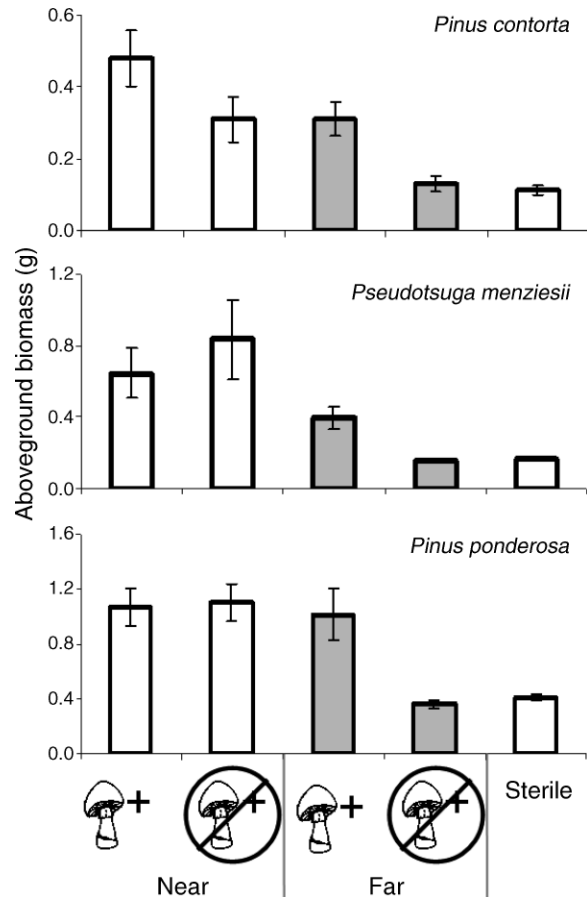 Aboveground biomass (g)
Pinus contorta
0.6
0.4
0.2
0.0
Pseudotsuga menziesii
1.2
0.8
0.4
0.0
Pinus ponderosa
1.6
1.2
0.8
0.4
0.0
+ + + + Sterile
Near Far